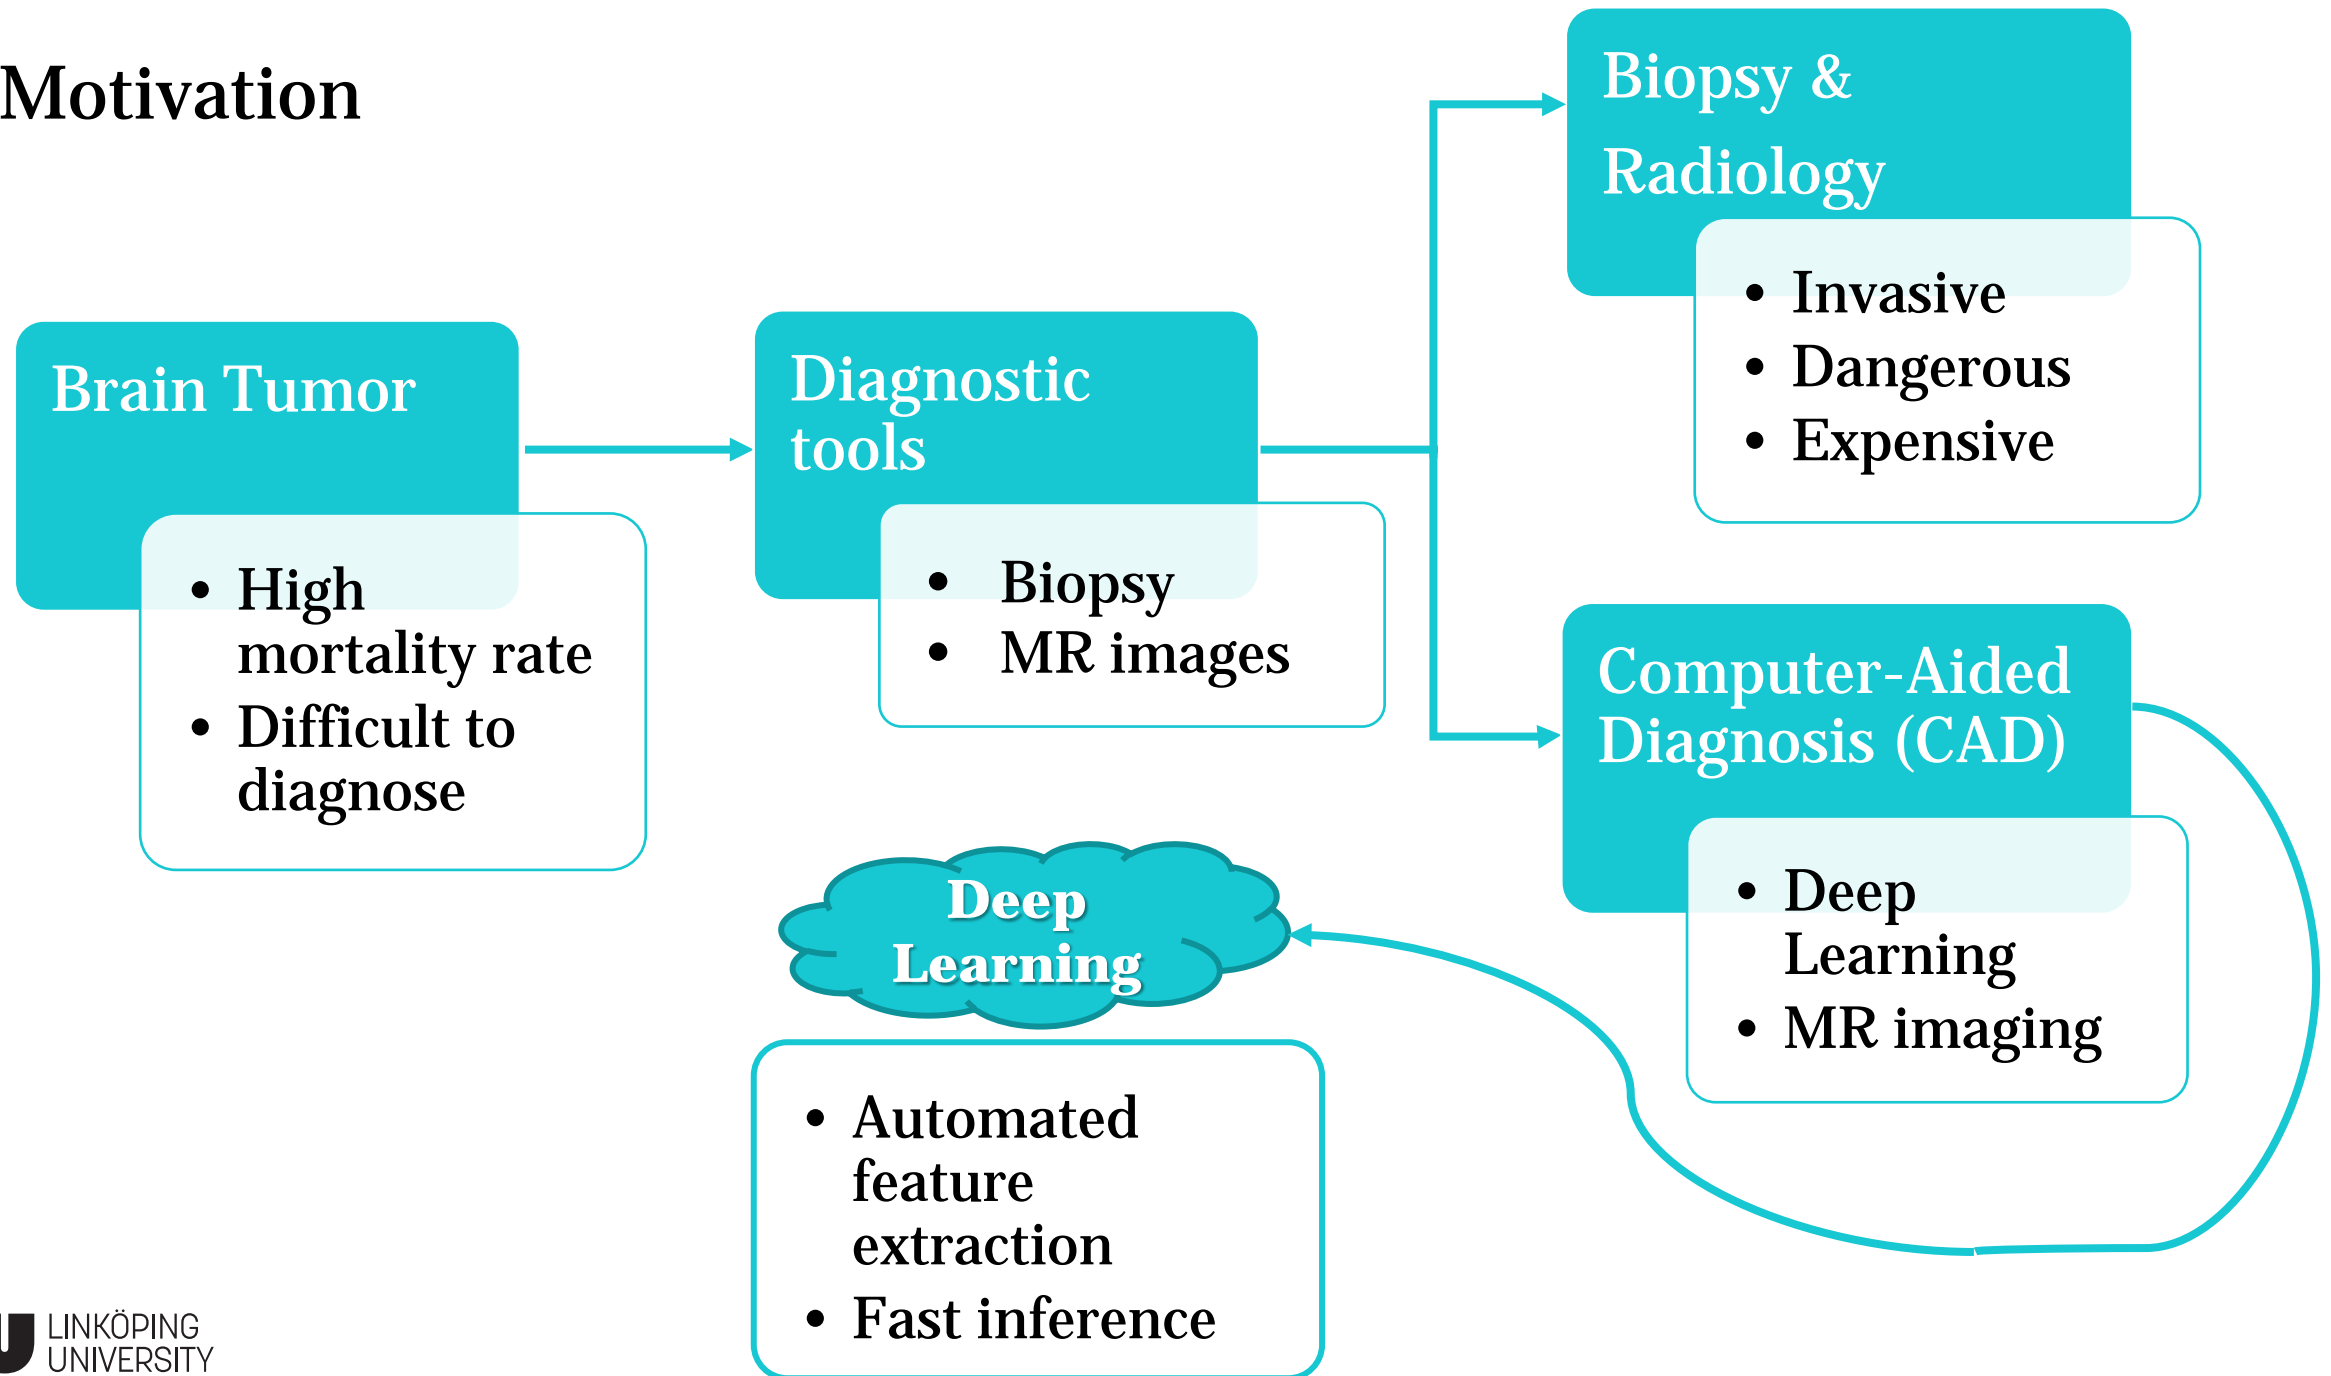 Motivation
Brain Tumor
• High
mortality rate
• Difficult to
diagnose
Diagnostic
tools
• Biopsy
• MR images
Biopsy &
Radiology
• Invasive
• Dangerous
• Expensive
Computer-Aided
Diagnosis (CAD)
• Deep
Learning
• MR imaging
Deep
Learning
• Automated
feature
extraction
• Fast inference
LINKÖPING
UNIVERSITY